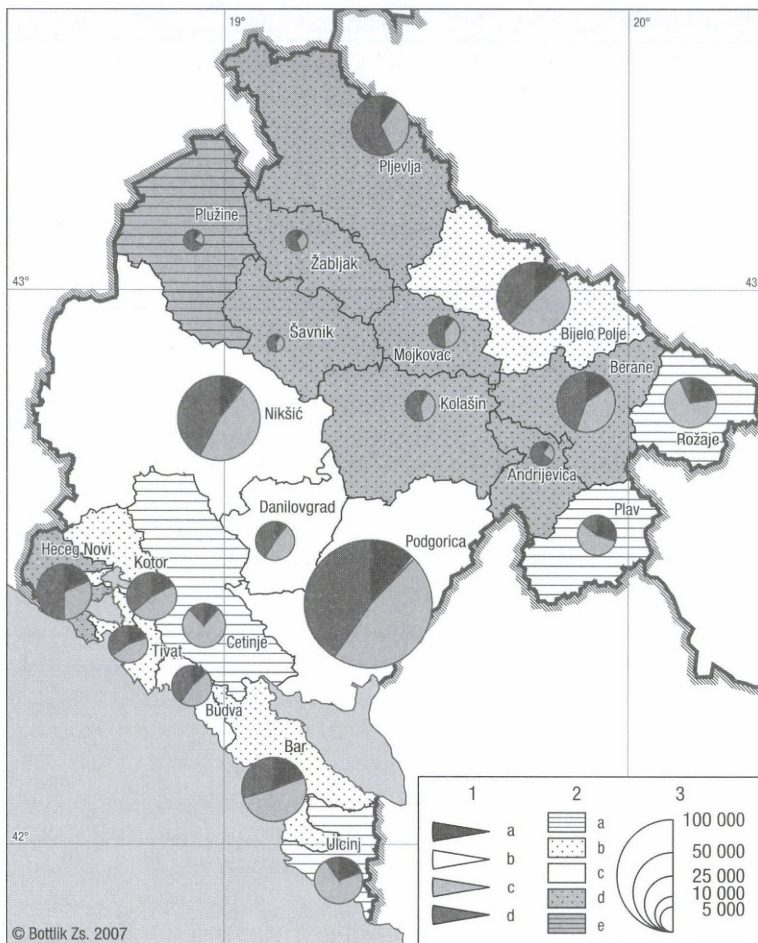 19°
20°
Pljevlja
Plužine
Žabljak
43°
43°
Šavnik
Mojkovac
Bijelo Polje
Berane
Nikšić
Kolašin
Rožaje
Andrijevica
Danilovgrad
Plav
Heceg Novi
Podgorica
Kotor
Cetinje
Tivat
Budva
Bar
Ulcinj
42°
1 2 3
a a 100 000
b b 50 000
c c 25 000
d d 10 000
e 5 000
© Bottlik Zs. 2007